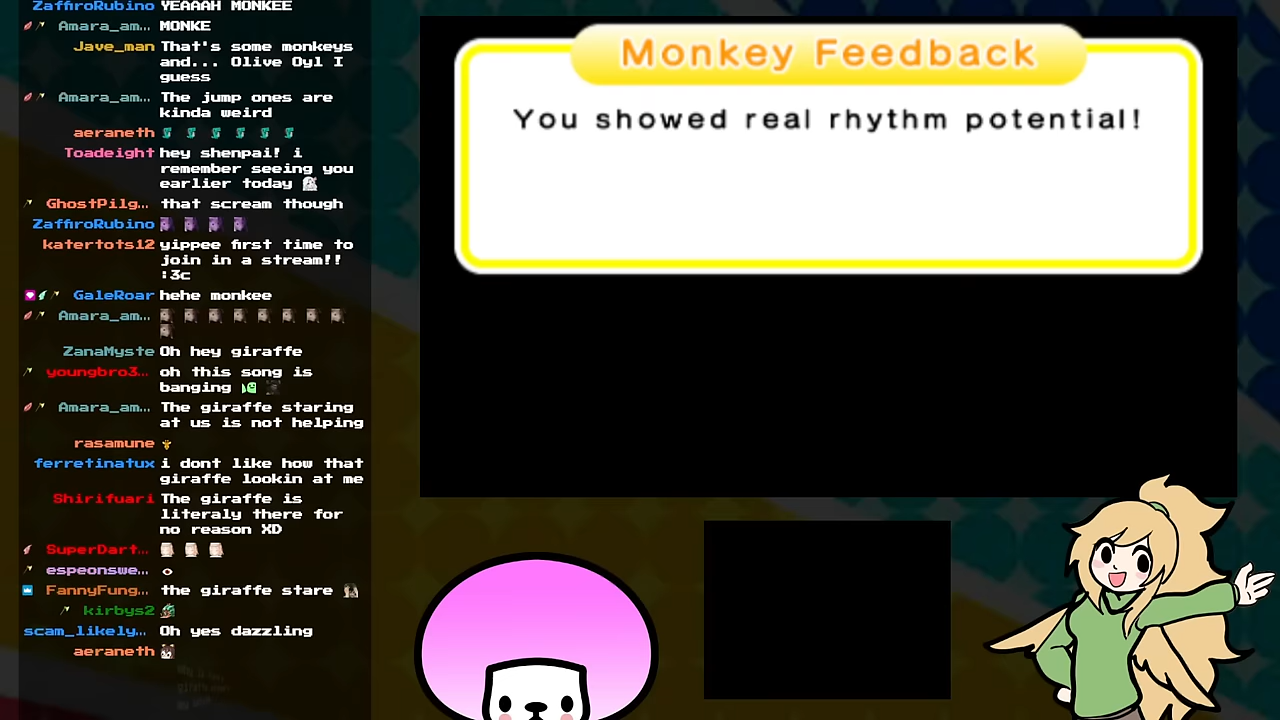 ZaffiroRubino YEAAAH MONKEE
Amara_am... MONKE
Jave_man That's some monkeys
and... Olive Oyl I
guess
Amara_am... The jump ones are
kinda weird
aeraneth
Toadeight hey shenpai! i
remember seeing you
earlier today
GhostPilg... that scream though
ZaffiroRubino
katertots12 yippee first time to
join in a stream!!
:3c
GaleRoar hehe monkee
Amara_am...
ZanaMyste Oh hey giraffe
youngbro3... oh this song is
banging
Amara_am... The giraffe staring
at us is not helping
rasamune
ferretinatux i dont like how that
giraffe lookin at me
Shirifuari The giraffe is
literaly there for
no reason XD
SuperDart...
espeonswe...
FannyFung... the giraffe stare
kirbys2
scam_likely... Oh yes dazzling
aeraneth
Monkey Feedback
You showed real rhythm potential!